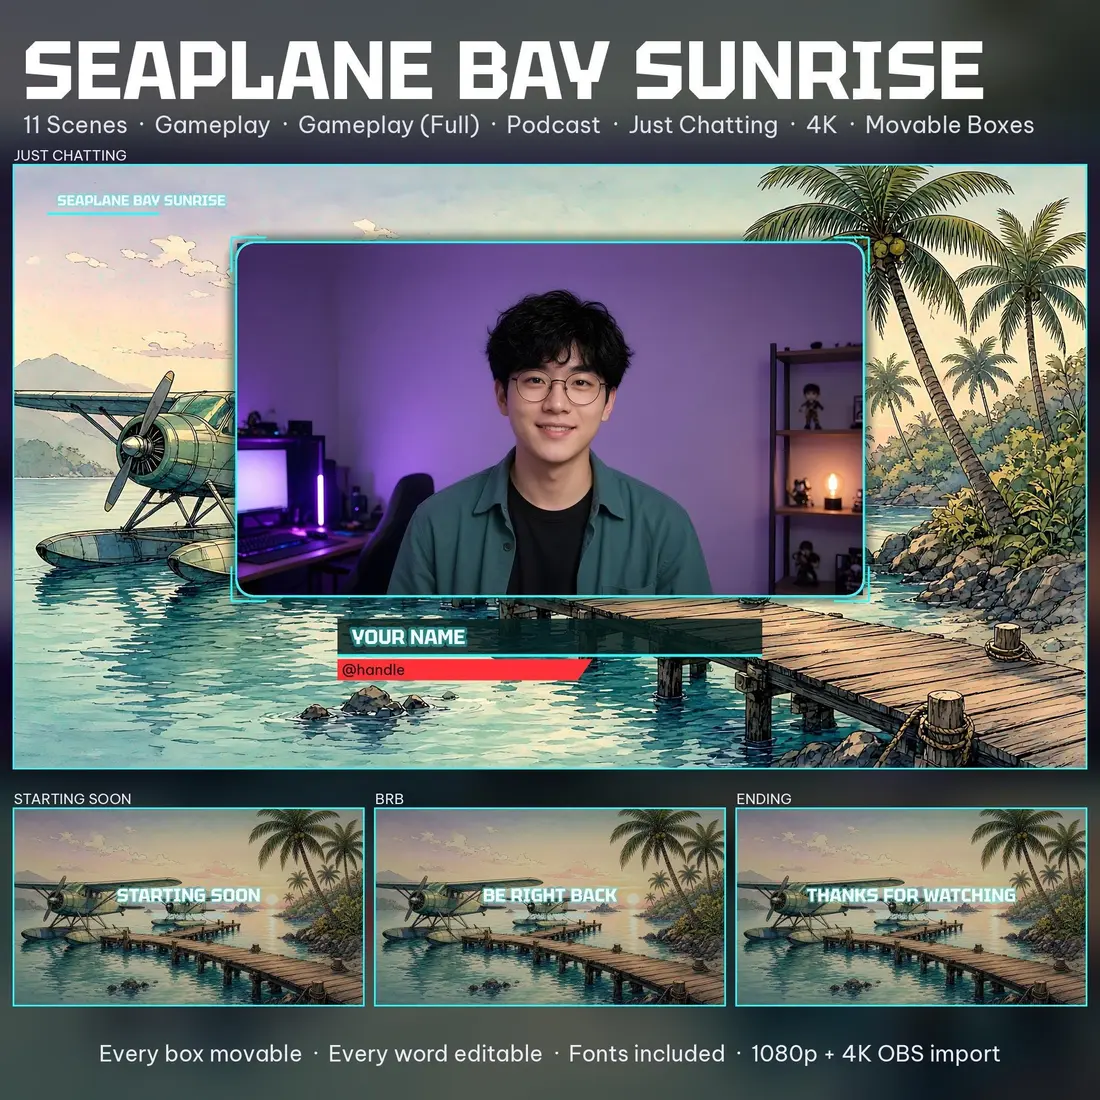 SEAPLANE BAY SUNRISE
11 Scenes · Gameplay · Gameplay (Full) · Podcast · Just Chatting · 4K · Movable Boxes
JUST CHATTING
SEAPLANE BAY SUNRISE
YOUR NAME
@handle
STARTING SOON
BRB
ENDING
STARTING SOON
BE RIGHT BACK
THANKS FOR WATCHING
Every box movable · Every word editable · Fonts included · 1080p + 4K OBS import